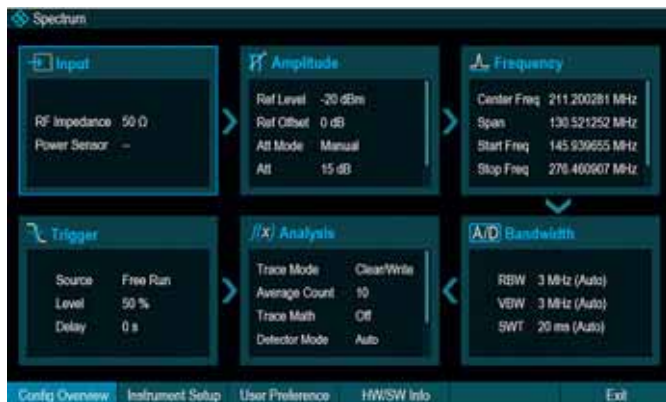 Spectrum
Input
RF Impedance 50 Ω
Power Sensor –
Amplitude
Ref Level -20 dBm
Ref Offset 0 dB
Att Mode Manual
Att 15 dB
Frequency
Center Freq 211.200281 MHz
Span 130.521252 MHz
Start Freq 145.939655 MHz
Stop Freq 276.460907 MHz
Trigger
Source Free Run
Level 50 %
Delay 0 s
f(x) Analysis
Trace Mode Clear/Write
Average Count 10
Trace Math Off
Detector Mode Auto
A/D Bandwidth
RBW 3 MHz (Auto)
VBW 3 MHz (Auto)
SWT 20 ms (Auto)
Config Overview Instrument Setup User Preference HW/SW Info Exit